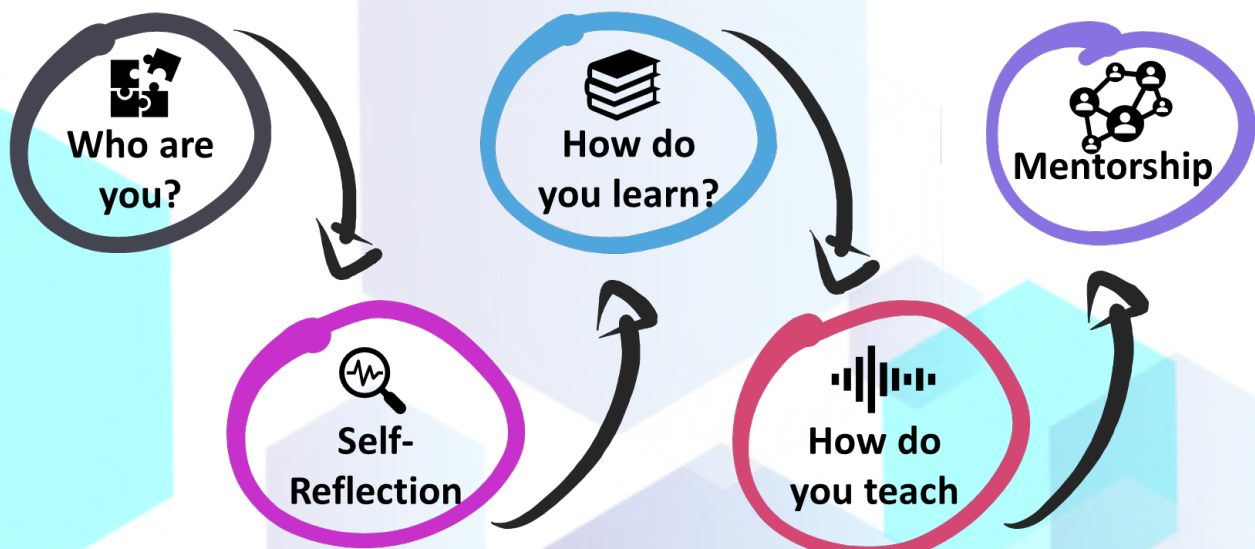 Who are
you?
Self-
Reflection
How do
you learn?
How do
you teach
Mentorship